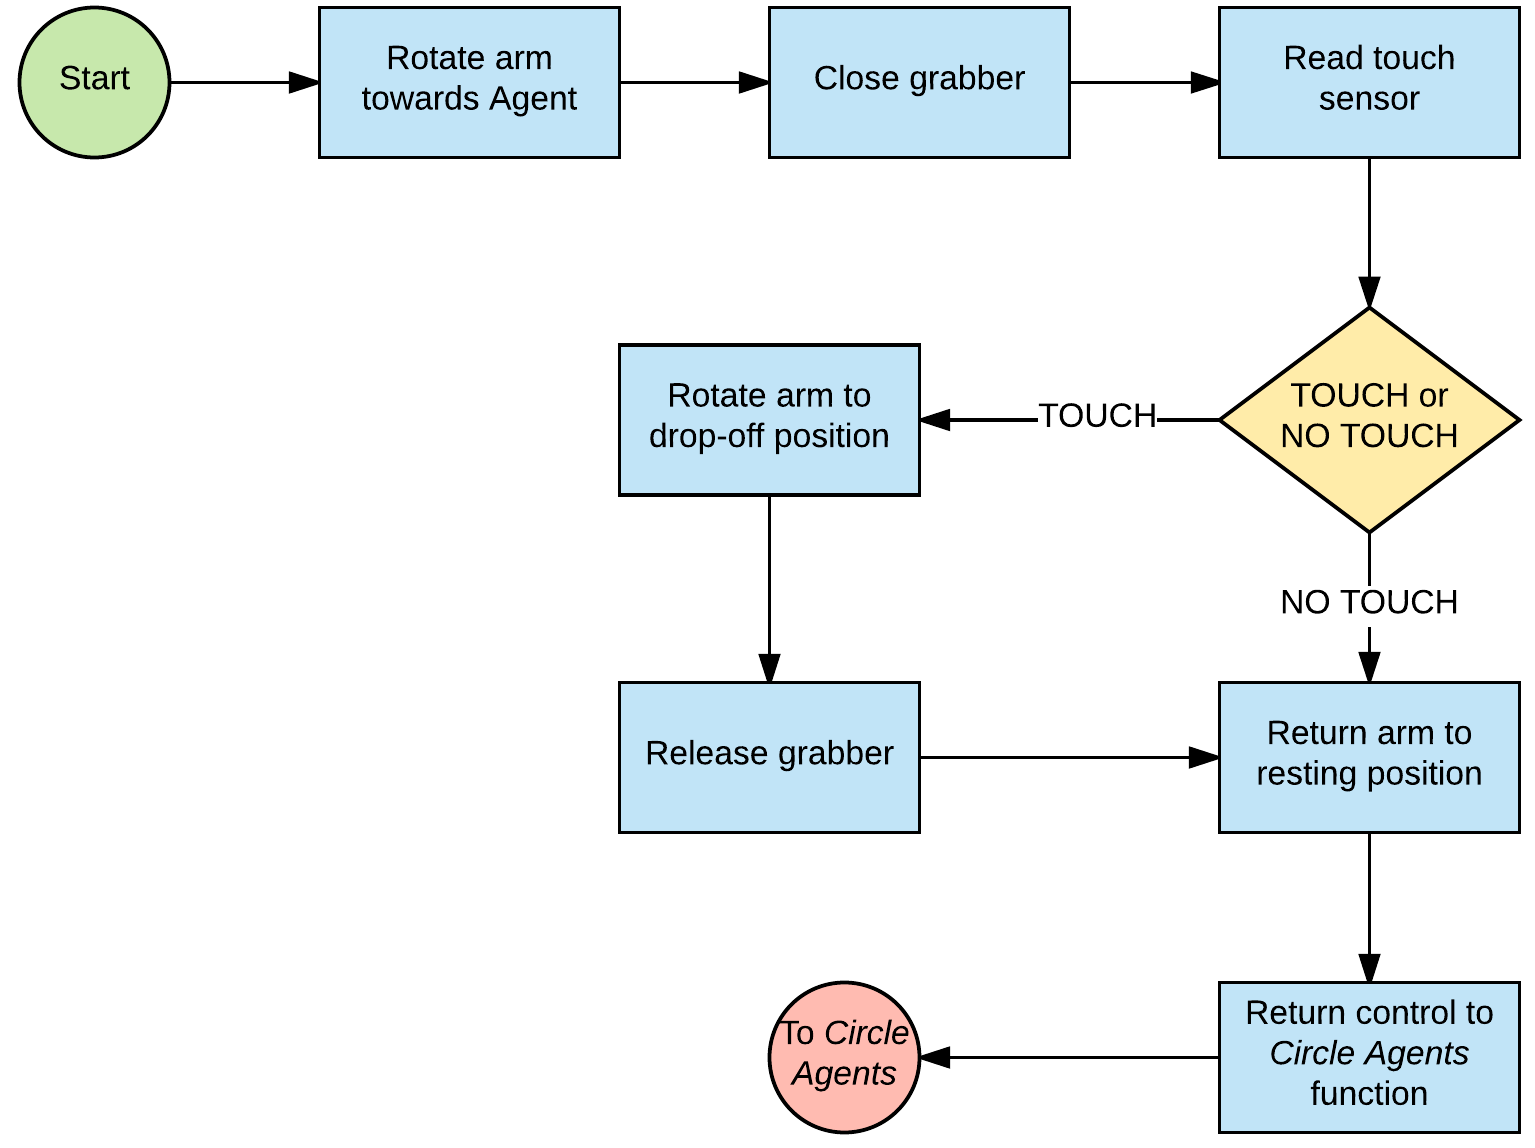 Start
Rotate arm
towards Agent
Close grabber
Read touch
sensor
TOUCH or
NO TOUCH
TOUCH
Rotate arm to
drop-off position
NO TOUCH
Release grabber
Return arm to
resting position
Return control to
Circle Agents
function
To Circle
Agents